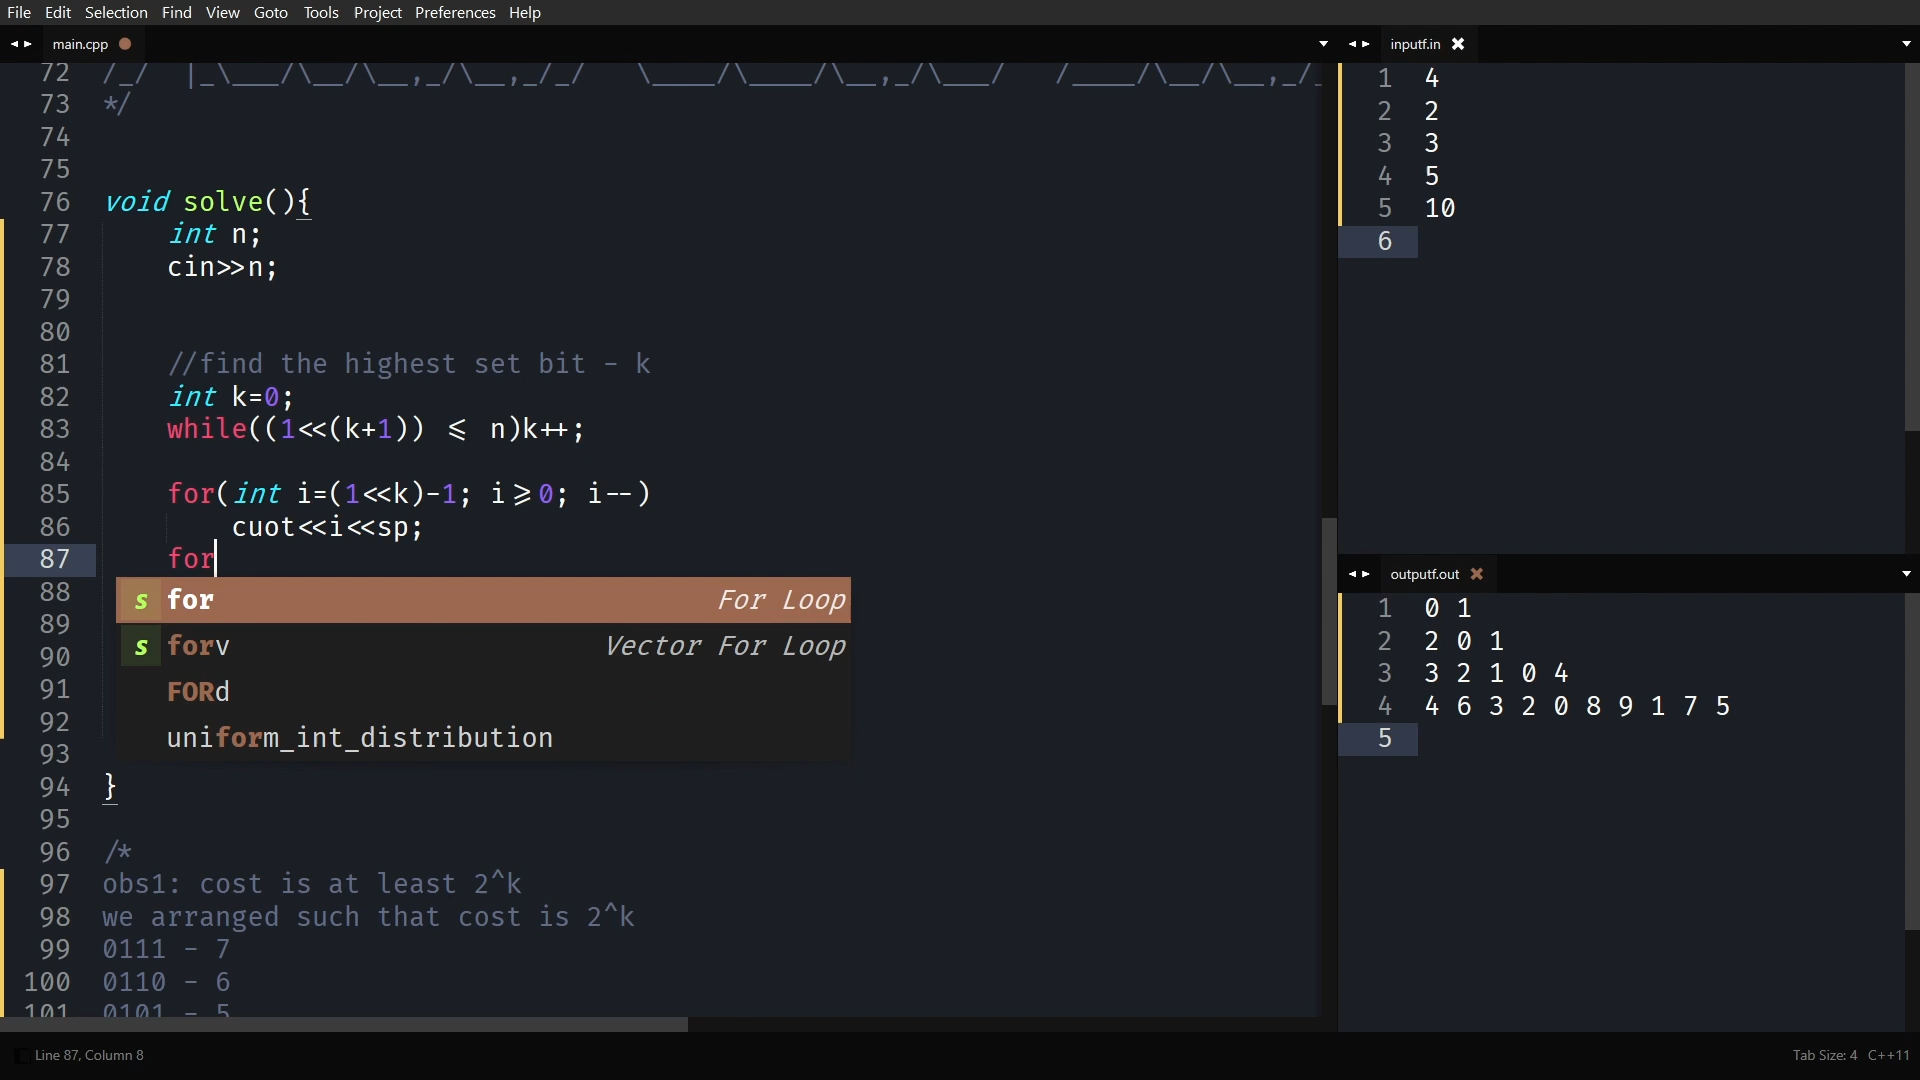 File Edit Selection Find View Goto Tools Project Preferences Help
main.cpp
72
73 */
74
75
76 void solve(){
77 int n;
78 cin>>n;
79
80
81 //find the highest set bit - k
82 int k=0;
83 while((1<<(k+1)) <= n)k++;
84
85 for(int i=(1<<k)-1; i>=0; i--)
86 cuot<<i<<sp;
87 for
88
89
90
91
92
93
94 }
95
96 /*
97 obs1: cost is at least 2^k
98 we arranged such that cost is 2^k
99 0111 - 7
100 0110 - 6
101 0101 - 5
s for For Loop
s forv Vector For Loop
FORd
uniform_int_distribution
inputf.in
1 4
2 2
3 3
4 5
5 10
6
outputf.out
1 0 1
2 2 0 1
3 3 2 1 0 4
4 4 6 3 2 0 8 9 1 7 5
5
Line 87, Column 8
Tab Size: 4 C++11